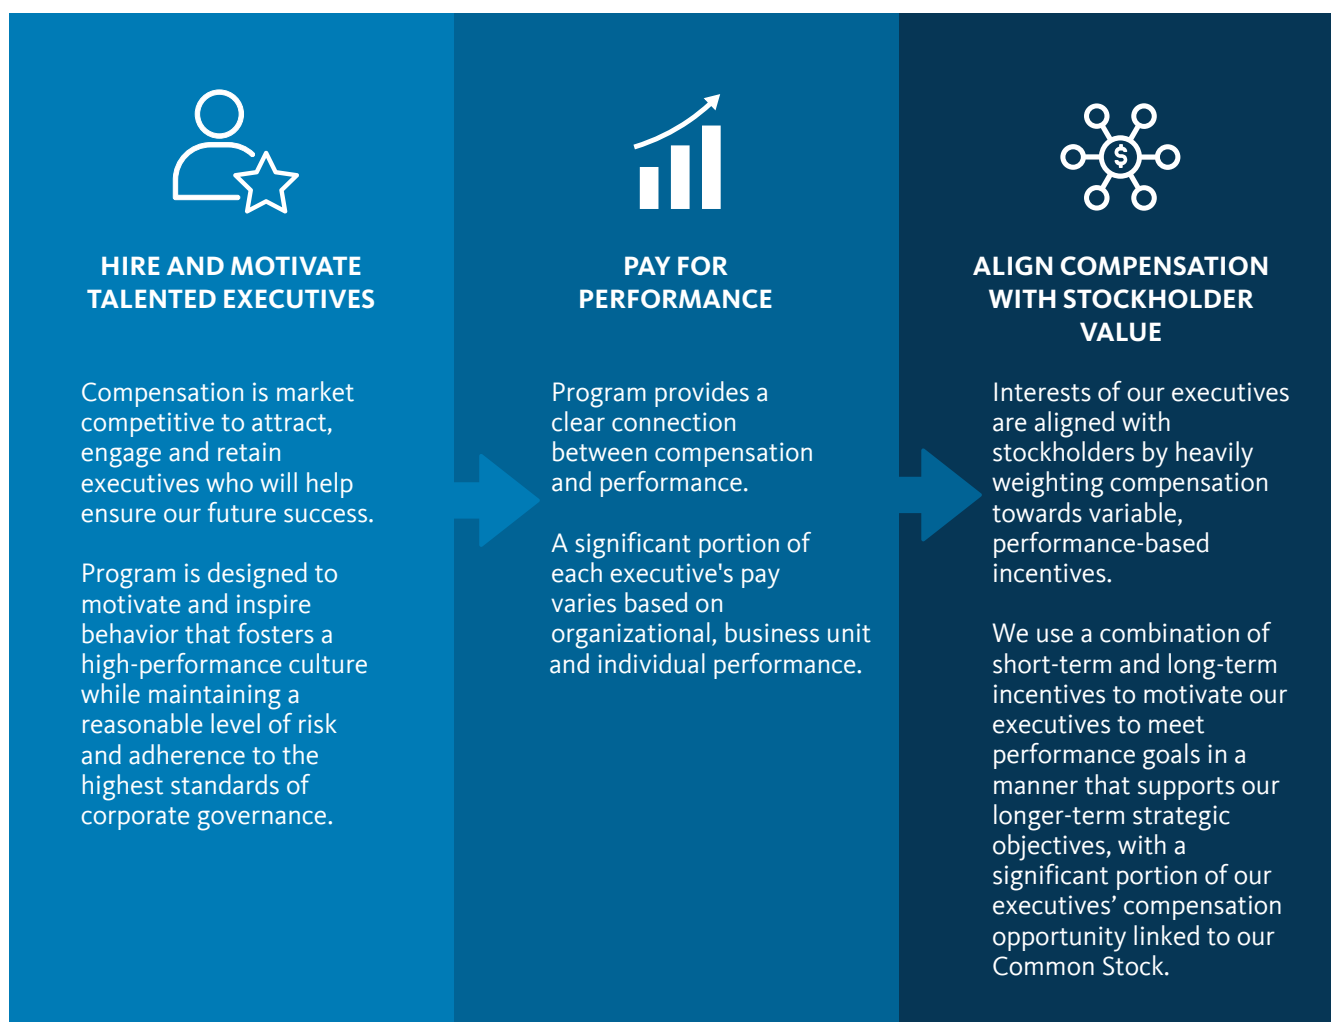 HIRE AND MOTIVATE
TALENTED EXECUTIVES
Compensation is market
competitive to attract,
engage and retain
executives who will help
ensure our future success.
Program is designed to
motivate and inspire
behavior that fosters a
high-performance culture
while maintaining a
reasonable level of risk
and adherence to the
highest standards of
corporate governance.
PAY FOR
PERFORMANCE
Program provides a
clear connection
between compensation
and performance.
A significant portion of
each executive's pay
varies based on
organizational, business unit
and individual performance.
$
ALIGN COMPENSATION
WITH STOCKHOLDER
VALUE
Interests of our executives
are aligned with
stockholders by heavily
weighting compensation
towards variable,
performance-based
incentives.
We use a combination of
short-term and long-term
incentives to motivate our
executives to meet
performance goals in a
manner that supports our
longer-term strategic
objectives, with a
significant portion of our
executives’ compensation
opportunity linked to our
Common Stock.